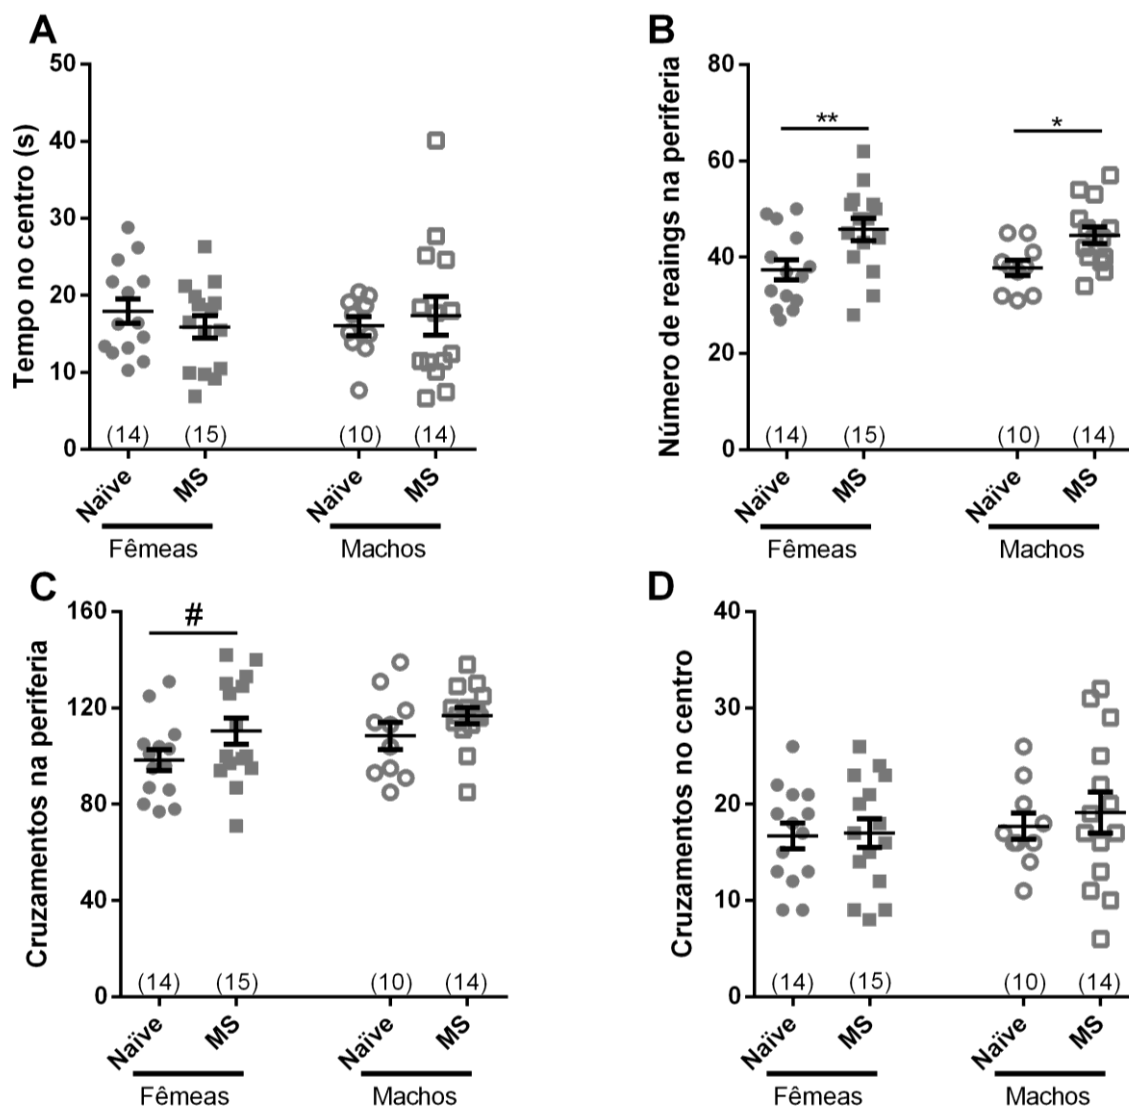 A
Tempo no centro (s)
50
40
30
20
10
0
(14) (15) (10) (14)
Naïve MS Naïve MS
Fêmeas Machos
B
Número de reaings na periferia
80
60
40
20
0
** *
(14) (15) (10) (14)
Naïve MS Naïve MS
Fêmeas Machos
C
Cruzamentos na periferia
160
120
80
40
0
#
(14) (15) (10) (14)
Naïve MS Naïve MS
Fêmeas Machos
D
Cruzamentos no centro
40
30
20
10
0
(14) (15) (10) (14)
Naïve MS Naïve MS
Fêmeas Machos